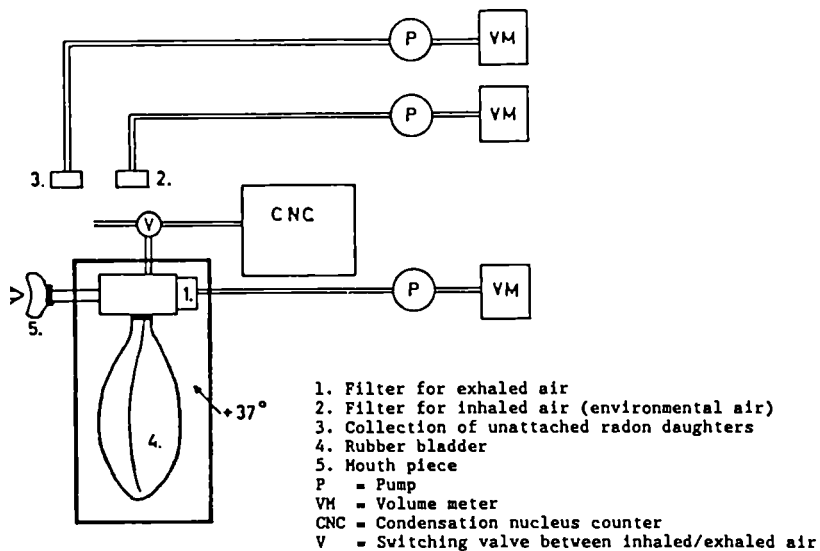 P
VM
P
VM
3.
2.
V
CNC
1.
P
VM
5.
+37°
4.
1. Filter for exhaled air
2. Filter for inhaled air (environmental air)
3. Collection of unattached radon daughters
4. Rubber bladder
5. Mouth piece
P = Pump
VM = Volume meter
CNC = Condensation nucleus counter
V = Switching valve between inhaled/exhaled air